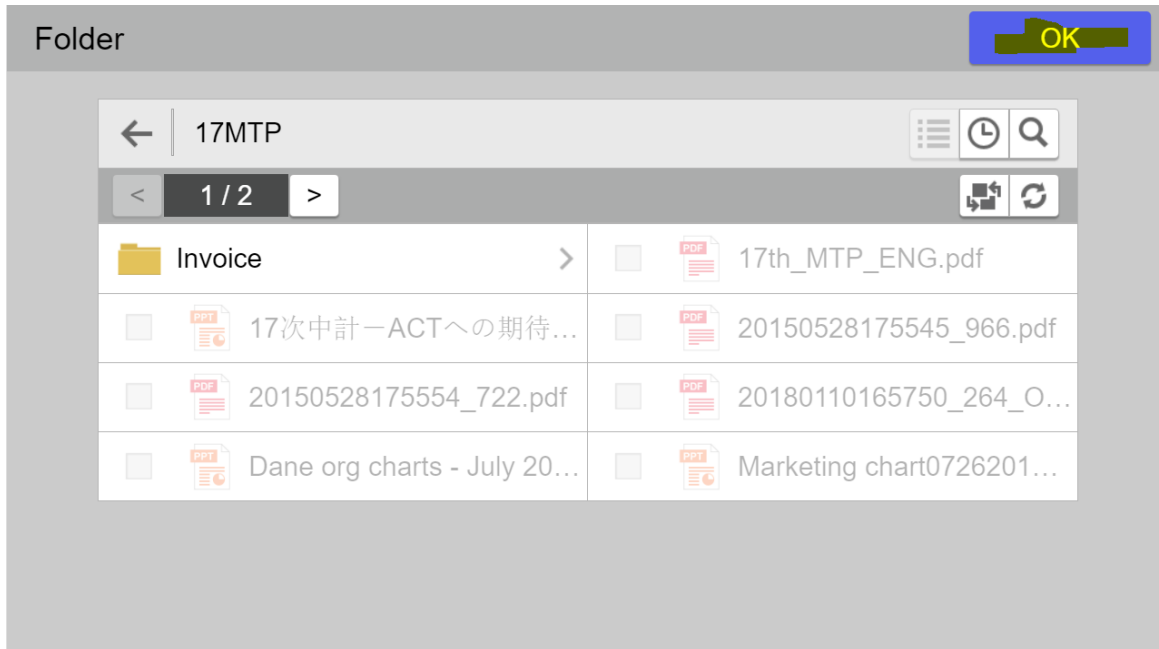 Folder
OK
17MTP
<
1 / 2
>
Invoice
PDF
17th_MTP_ENG.pdf
PPT
17次中計－ACTへの期待...
PDF
20150528175545_966.pdf
PDF
20150528175554_722.pdf
PDF
20180110165750_264_O...
PPT
Dane org charts - July 20...
PPT
Marketing chart0726201...